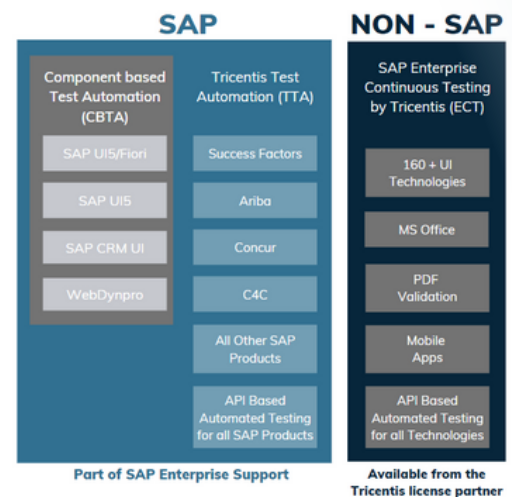 SAP
Component based
Test Automation
(CBTA)
SAP UI5/Fiori
SAP UI5
SAP CRM UI
WebDynpro
Tricentis Test
Automation (TTA)
Success Factors
Ariba
Concur
C4C
All Other SAP
Products
API Based
Automated Testing
for all SAP Products
Part of SAP Enterprise Support
NON - SAP
SAP Enterprise
Continuous Testing
by Tricentis (ECT)
160 + UI
Technologies
MS Office
PDF
Validation
Mobile
Apps
API Based
Automated Testing
for all Technologies
Available from the
Tricentis license partner